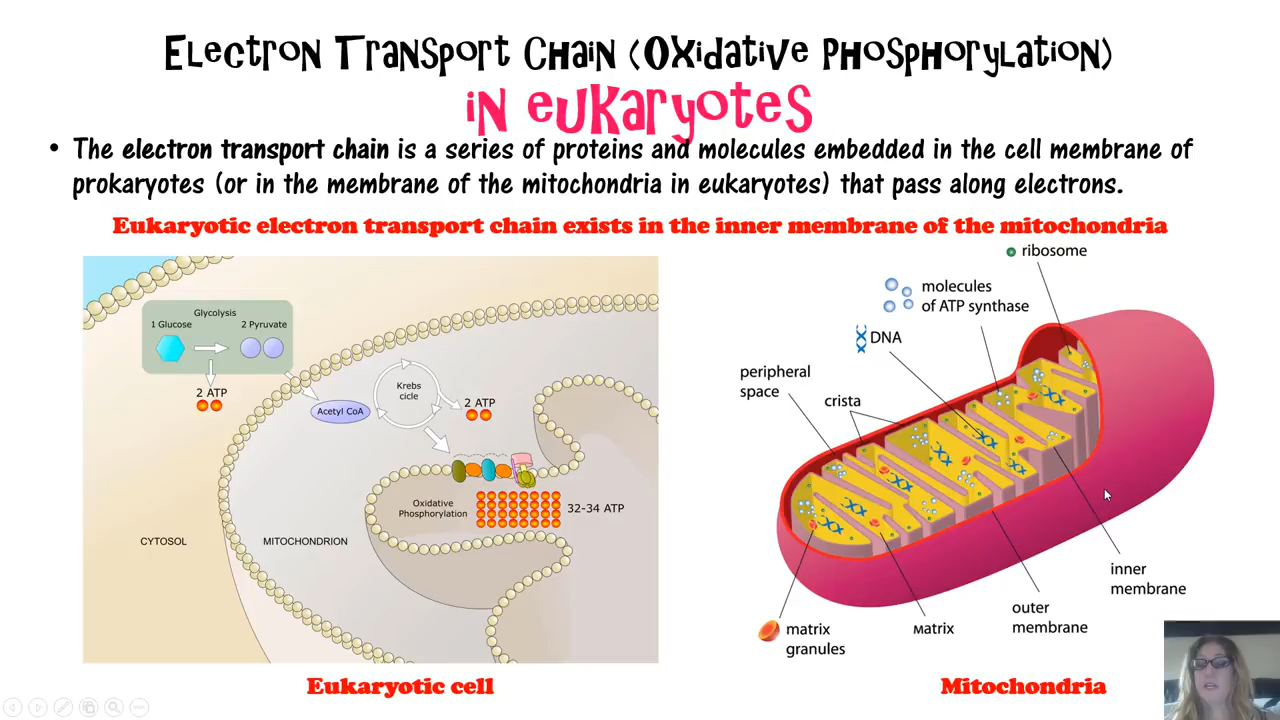 Electron Transport Chain (Oxidative Phosphorylation)
in eukaryotes
• The electron transport chain is a series of proteins and molecules embedded in the cell membrane of
prokaryotes (or in the membrane of the mitochondria in eukaryotes) that pass along electrons.
Eukaryotic electron transport chain exists in the inner membrane of the mitochondria
Glycolysis
1 Glucose
2 Pyruvate
2 ATP
Acetyl CoA
Krebs
cicle
2 ATP
Oxidative
Phosphorylation
32-34 ATP
CYTOSOL
MITOCHONDRION
Eukaryotic cell
ribosome
molecules
of ATP synthase
DNA
peripheral
space
crista
inner
membrane
outer
membrane
matrix
matrix
granules
Mitochondria